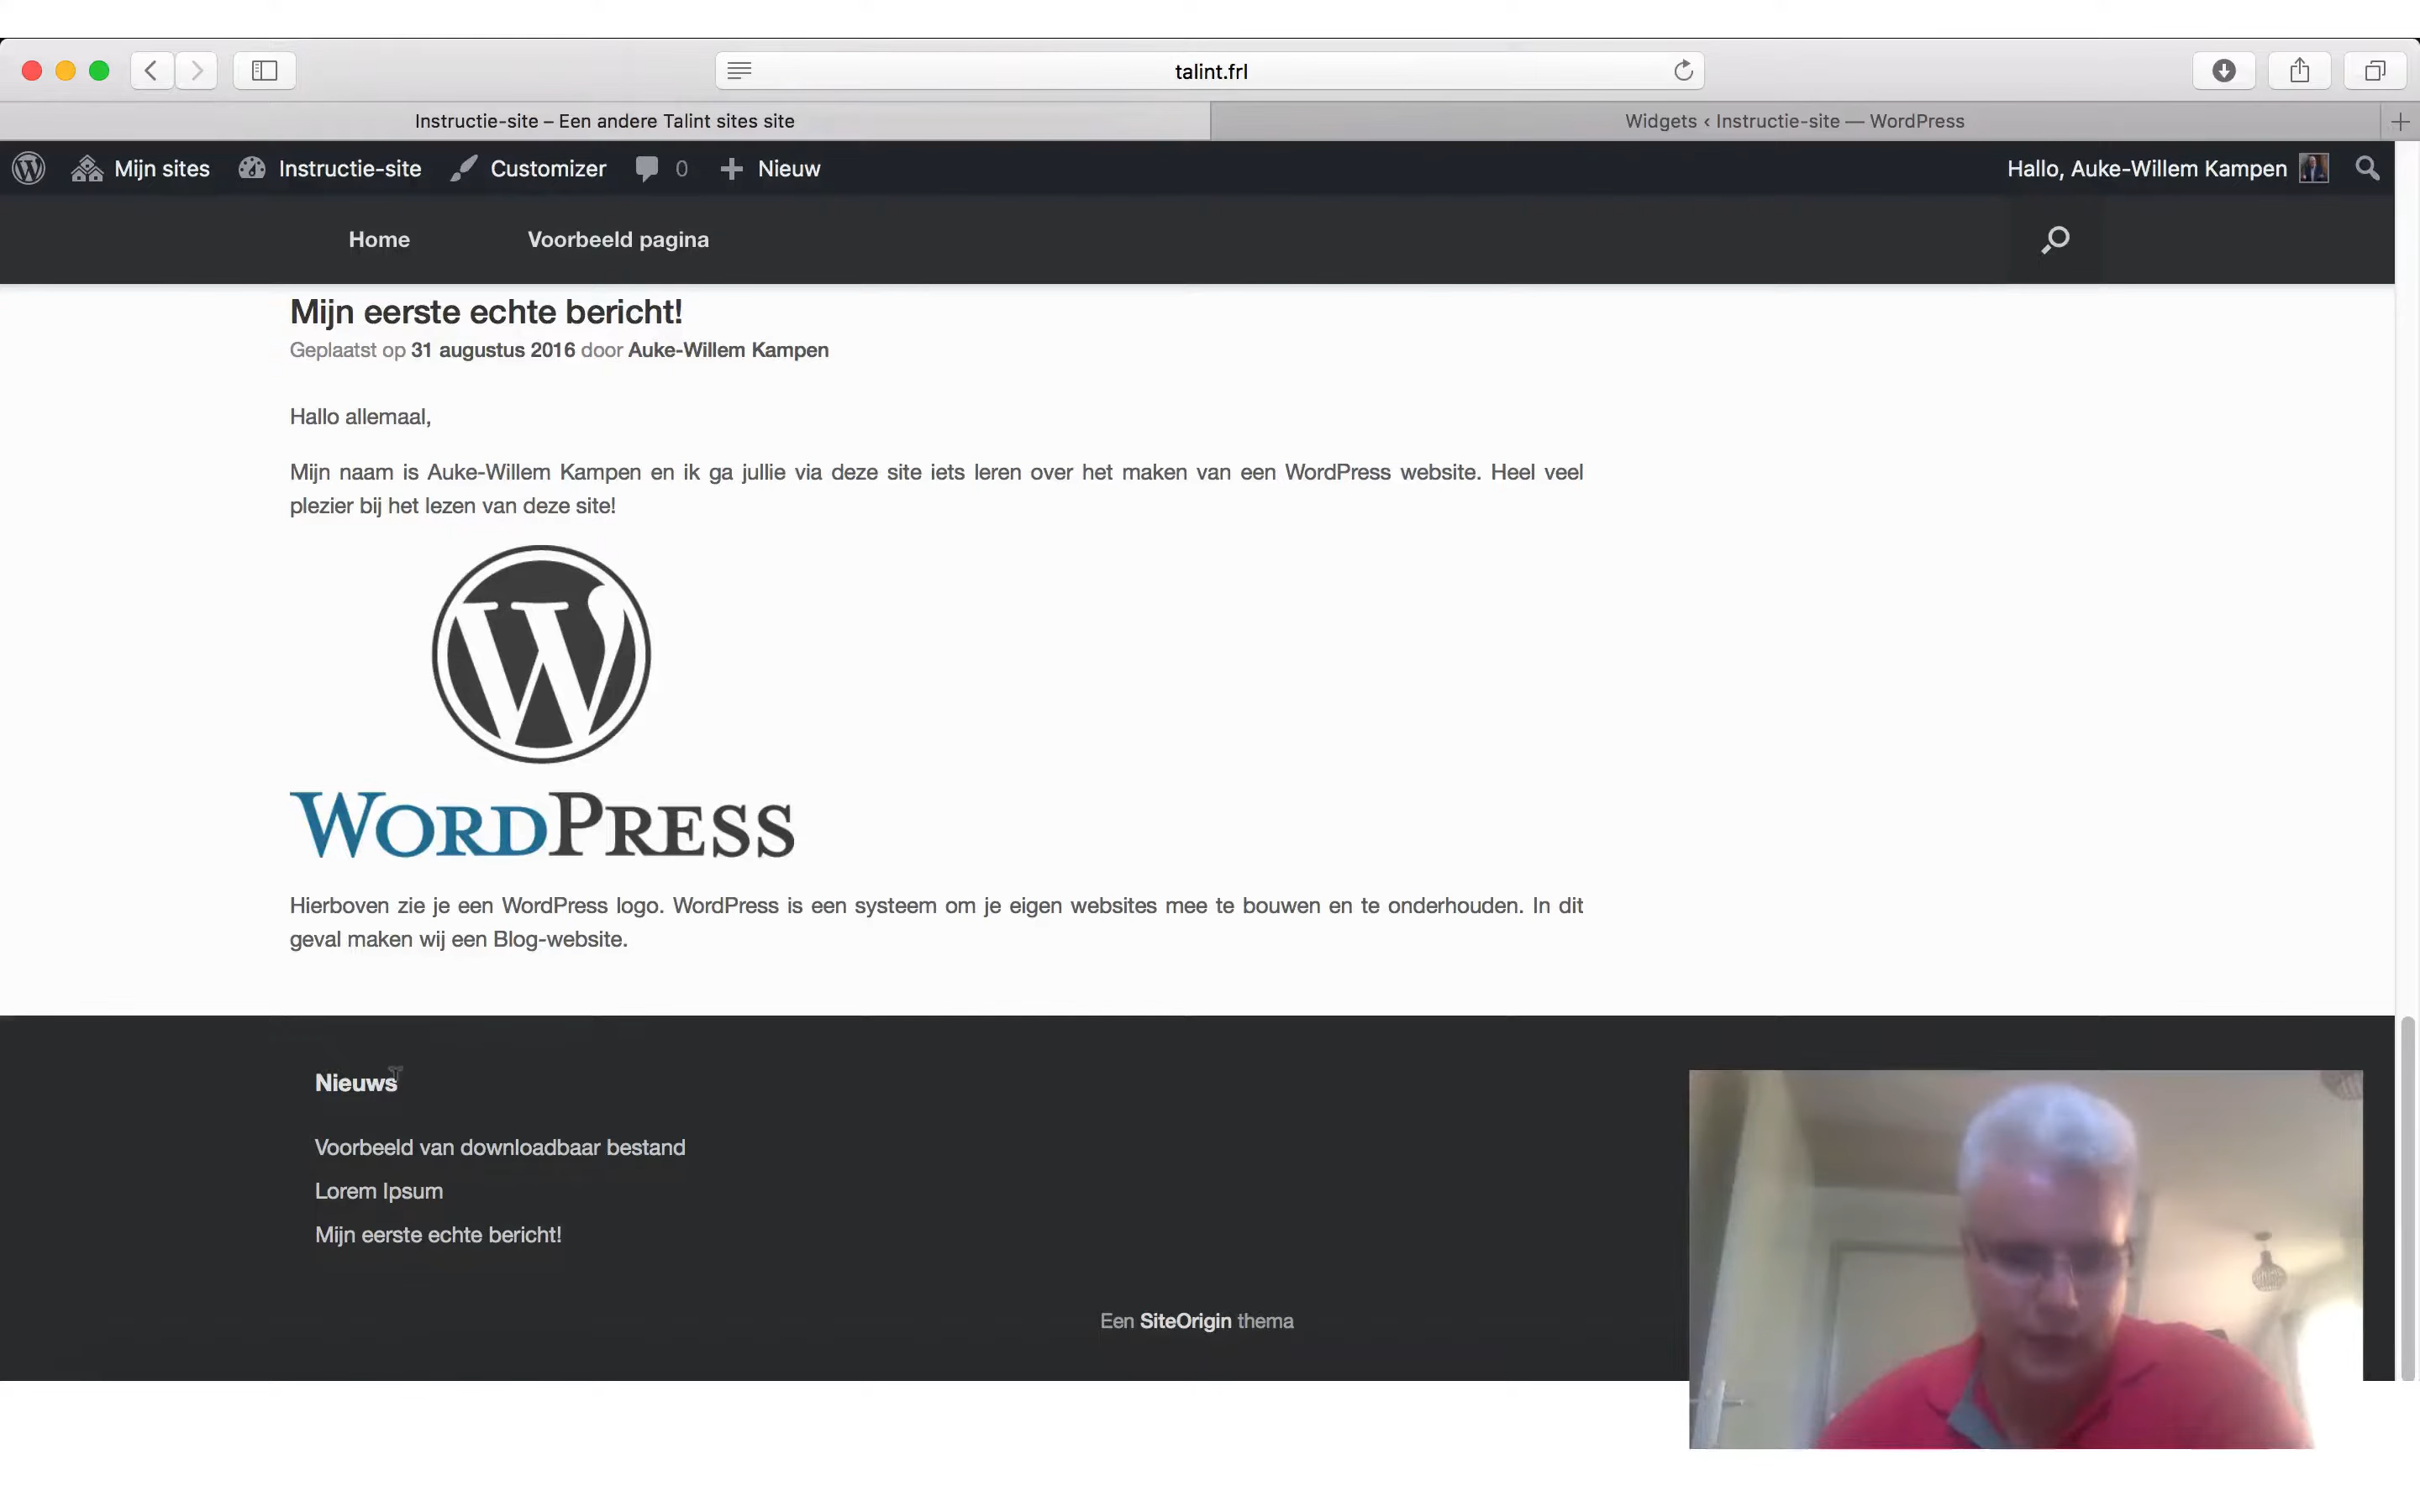 talint.frl
Instructie-site – Een andere Talint sites site
Widgets ‹ Instructie-site — WordPress
Mijn sites
Instructie-site
Customizer
0
Nieuw
Hallo, Auke-Willem Kampen
Home
Voorbeeld pagina
Mijn eerste echte bericht!
Geplaatst op 31 augustus 2016 door Auke-Willem Kampen
Hallo allemaal,
Mijn naam is Auke-Willem Kampen en ik ga jullie via deze site iets leren over het maken van een WordPress website. Heel veel
plezier bij het lezen van deze site!
WORDPRESS
Hierboven zie je een WordPress logo. WordPress is een systeem om je eigen websites mee te bouwen en te onderhouden. In dit
geval maken wij een Blog-website.
Nieuws
Voorbeeld van downloadbaar bestand
Lorem Ipsum
Mijn eerste echte bericht!
Een SiteOrigin thema